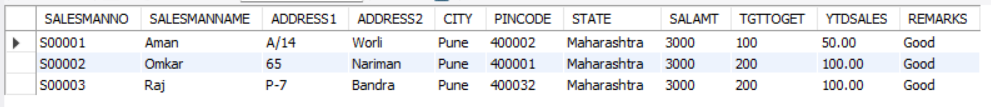 SALESMANNO SALESMANNAME ADDRESS1 ADDRESS2 CITY PINCODE STATE SALAMT TGTTOGET YTDSALES REMARKS
S00001 Aman A/14 Worli Pune 400002 Maharashtra 3000 100 50.00 Good
S00002 Omkar 65 Nariman Pune 400001 Maharashtra 3000 200 100.00 Good
S00003 Raj P-7 Bandra Pune 400032 Maharashtra 3000 200 100.00 Good